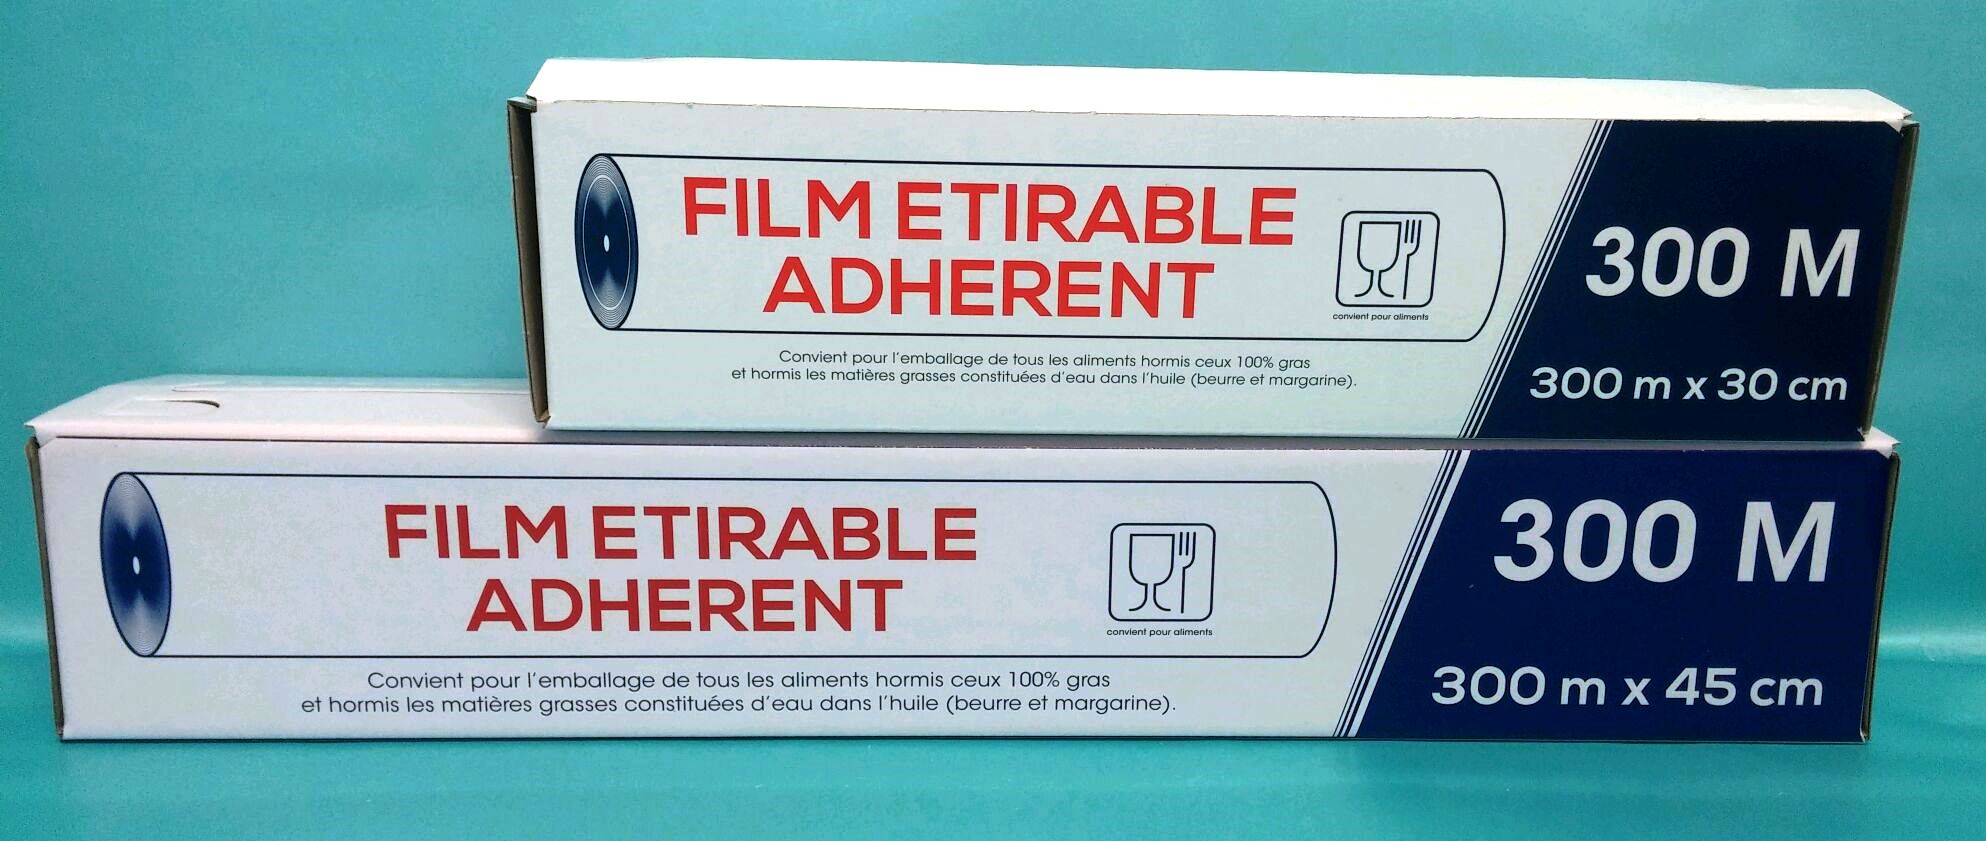 FILM ETIRABLE
ADHERENT
convient pour aliments
Convient pour l'emballage de tous les aliments hormis ceux 100% gras
et hormis les matières grasses constituées d'eau dans l'huile (beurre et margarine).
300 M
300 m x 30 cm
FILM ETIRABLE
ADHERENT
convient pour aliments
Convient pour l'emballage de tous les aliments hormis ceux 100% gras
et hormis les matières grasses constituées d'eau dans l'huile (beurre et margarine).
300 M
300 m x 45 cm